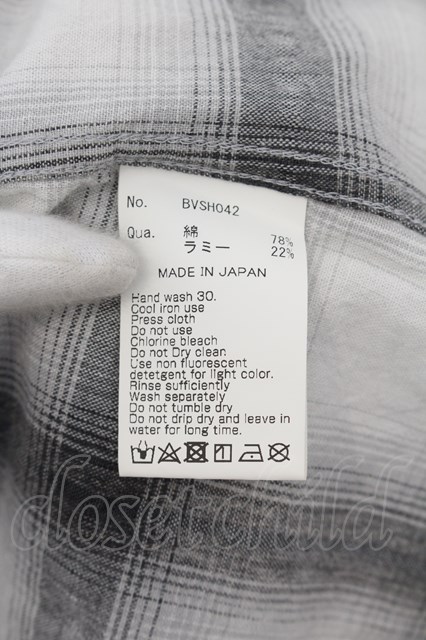 No. BVSH042
Qua. 綿 78%
ラミー 22%
MADE IN JAPAN
Hand wash 30.
Cool iron use
Press cloth
Do not use
Chlorine bleach
Do not Dry clean.
Use non fluorescent
detetgent for light color.
Rinse sufficiently
Wash separately
Do not tumble dry
Do not drip dry and leave in
water for long time.
closetchild